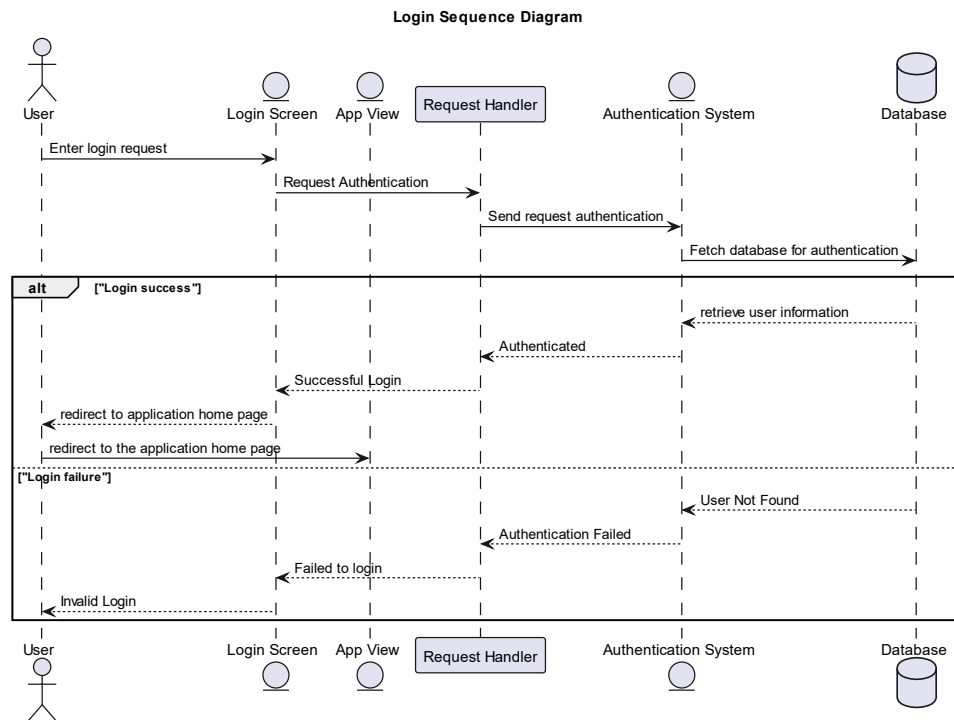 Login Sequence Diagram
User
Login Screen
App View
Request Handler
Authentication System
Database
Enter login request
Request Authentication
Send request authentication
Fetch database for authentication
alt
["Login success"]
retrieve user information
Authenticated
Successful Login
redirect to application home page
redirect to the application home page
["Login failure"]
User Not Found
Authentication Failed
Failed to login
Invalid Login
User
Login Screen
App View
Request Handler
Authentication System
Database